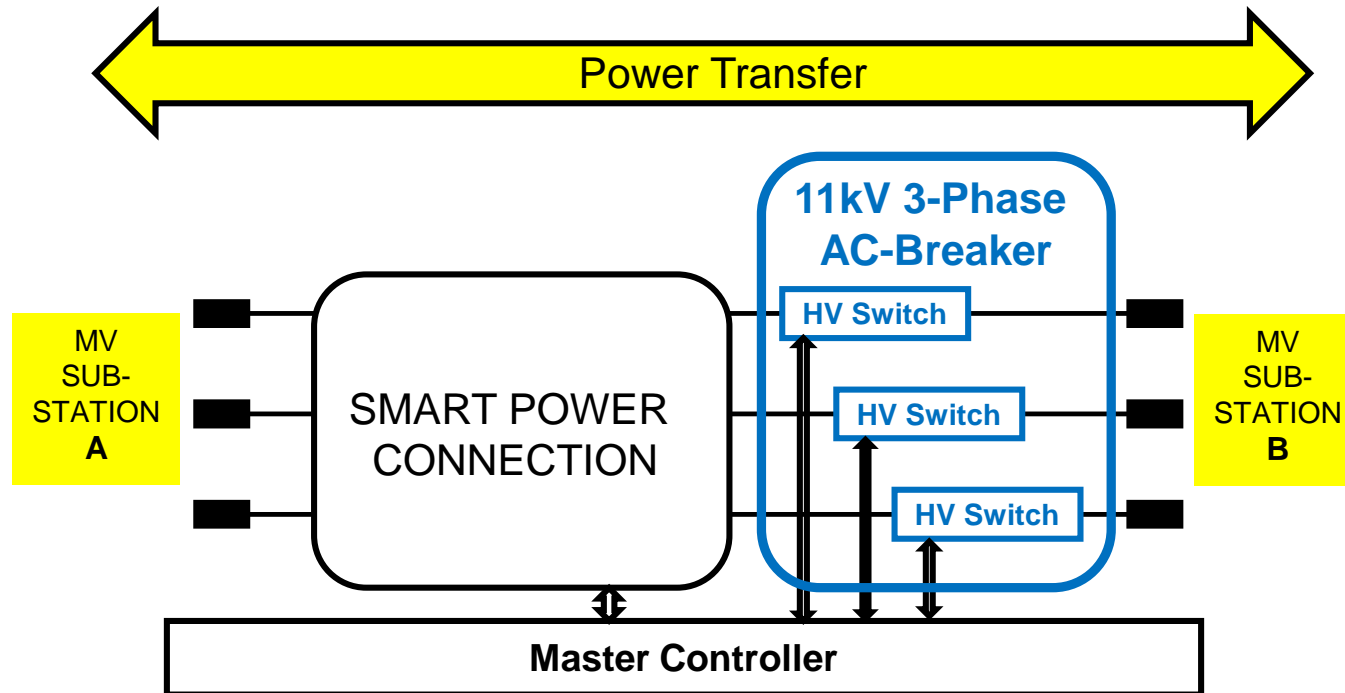 Power Transfer
11kV 3-Phase
AC-Breaker
HV Switch
MV
SUB-
STATION
A
SMART POWER
CONNECTION
HV Switch
HV Switch
MV
SUB-
STATION
B
Master Controller